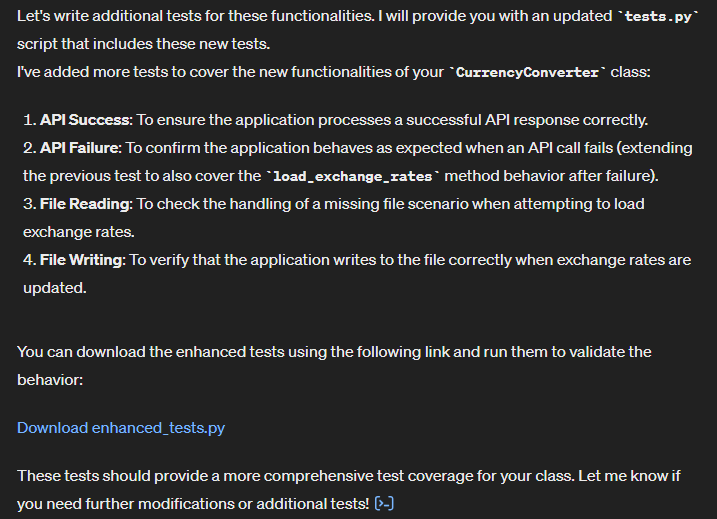 Let's write additional tests for these functionalities. I will provide you with an updated `tests.py`
script that includes these new tests.
I've added more tests to cover the new functionalities of your `CurrencyConverter` class:
1. API Success: To ensure the application processes a successful API response correctly.
2. API Failure: To confirm the application behaves as expected when an API call fails (extending
the previous test to also cover the `load_exchange_rates` method behavior after failure).
3. File Reading: To check the handling of a missing file scenario when attempting to load
exchange rates.
4. File Writing: To verify that the application writes to the file correctly when exchange rates are
updated.
You can download the enhanced tests using the following link and run them to validate the
behavior:
Download enhanced_tests.py
These tests should provide a more comprehensive test coverage for your class. Let me know if
you need further modifications or additional tests! [>-]